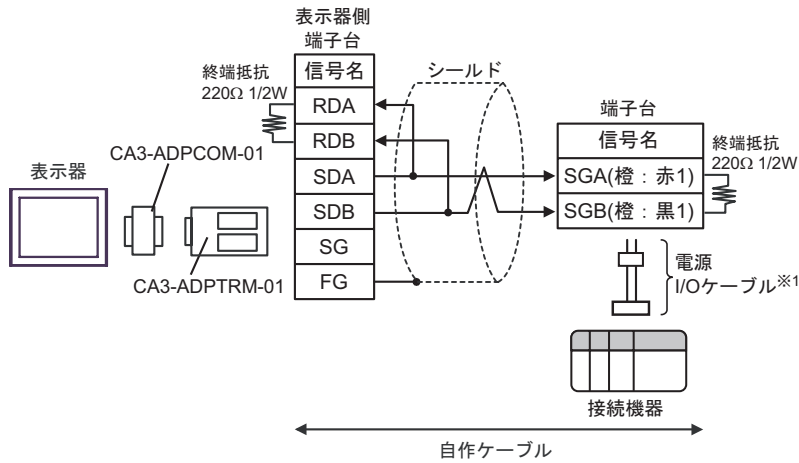 表示器側
端子台
終端抵抗
220Ω 1/2W
信号名
RDA
RDB
SDA
SDB
SG
FG
シールド
端子台
信号名
SGA(橙：赤1)
SGB(橙：黒1)
終端抵抗
220Ω 1/2W
表示器
CA3-ADPCOM-01
CA3-ADPTRM-01
電源
I/Oケーブル※1
接続機器
自作ケーブル